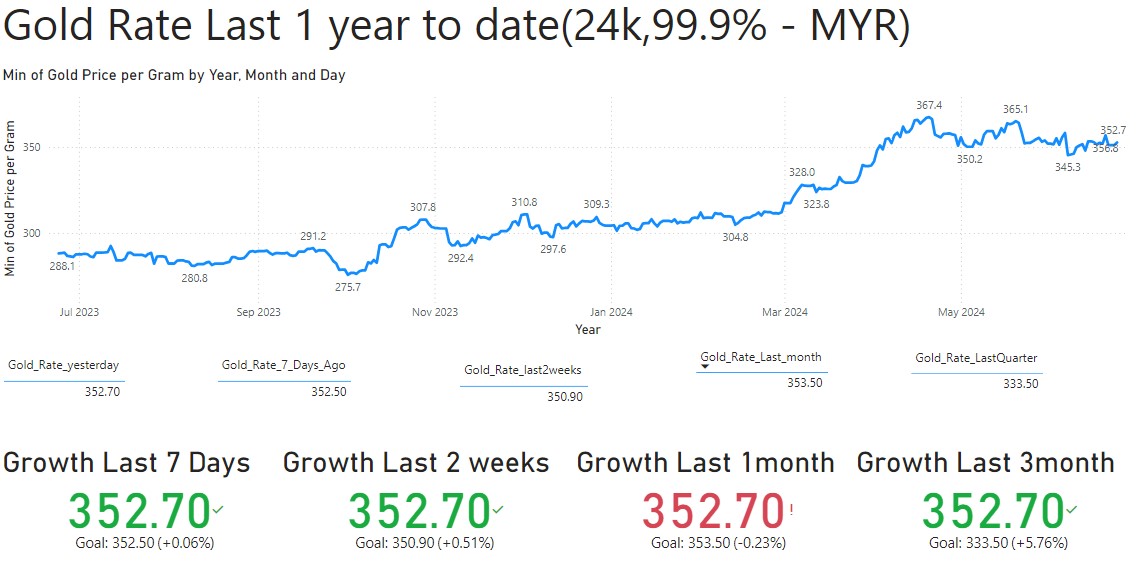 Gold Rate Last 1 year to date(24k,99.9% - MYR)
Min of Gold Price per Gram by Year, Month and Day
Min of Gold Price per Gram
350
300
288.1
280.8
291.2
275.7
307.8
292.4
310.8
297.6
309.3
304.8
328.0
323.8
367.4
350.2
365.1
345.3
352.7
356.8
Jul 2023 Sep 2023 Nov 2023 Jan 2024 Mar 2024 May 2024
Year
Gold_Rate_yesterday Gold_Rate_7_Days_Ago Gold_Rate_last2weeks Gold_Rate_Last_month Gold_Rate_LastQuarter
352.70 352.50 350.90 353.50 333.50
Growth Last 7 Days Growth Last 2 weeks Growth Last 1month Growth Last 3month
352.70 352.70 352.70! 352.70
Goal: 352.50 (+0.06%) Goal: 350.90 (+0.51%) Goal: 353.50 (-0.23%) Goal: 333.50 (+5.76%)